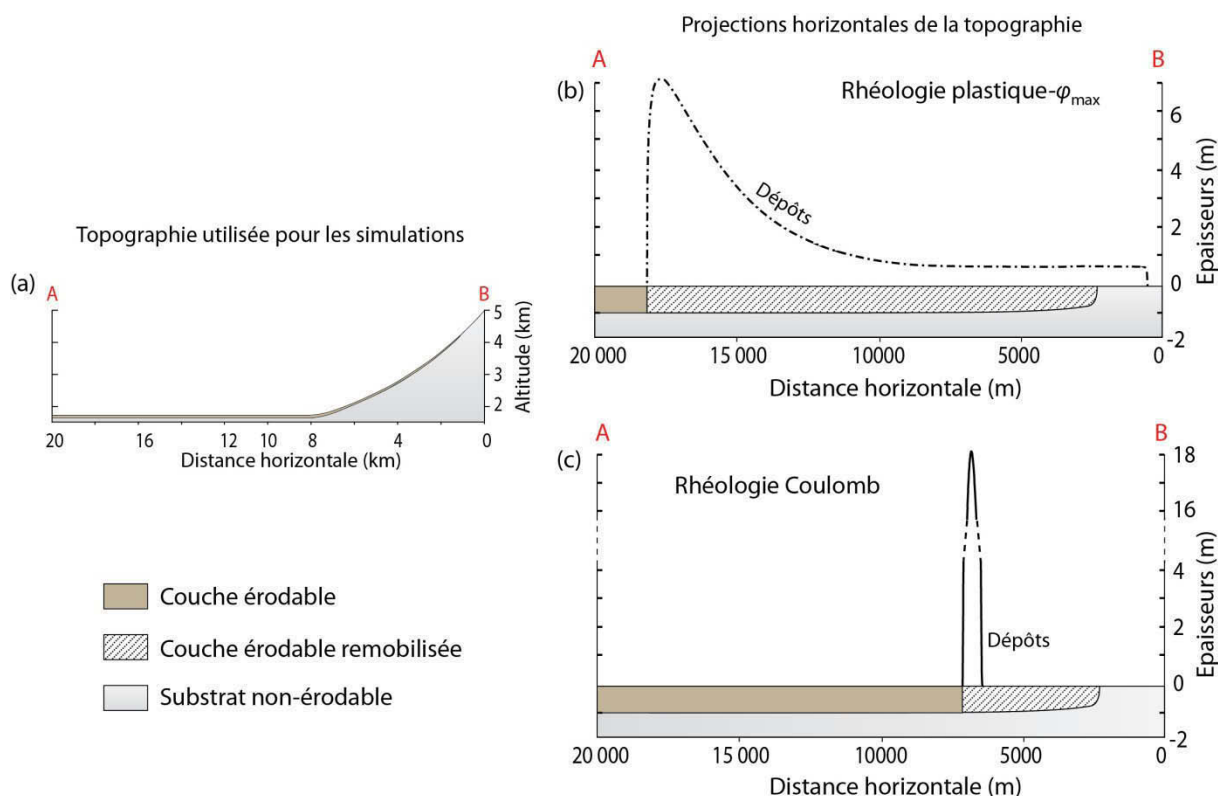 Projections horizontales de la topographie
A
B
(b)
Rhéologie plastique-φmax
Dépôts
6
4
2
0
-2
Epaisseurs (m)
20 000
15 000
10000
5000
0
Distance horizontale (m)
Topographie utilisée pour les simulations
(a)
A
B
5
4
3
2
Altitude (km)
20
16
12
10
8
4
0
Distance horizontale (km)
A
B
(c)
Rhéologie Coulomb
Dépôts
18
16
4
2
0
-2
Epaisseurs (m)
20 000
15 000
10000
5000
0
Distance horizontale (m)
Couche érodable
Couche érodable remobilisée
Substrat non-érodable